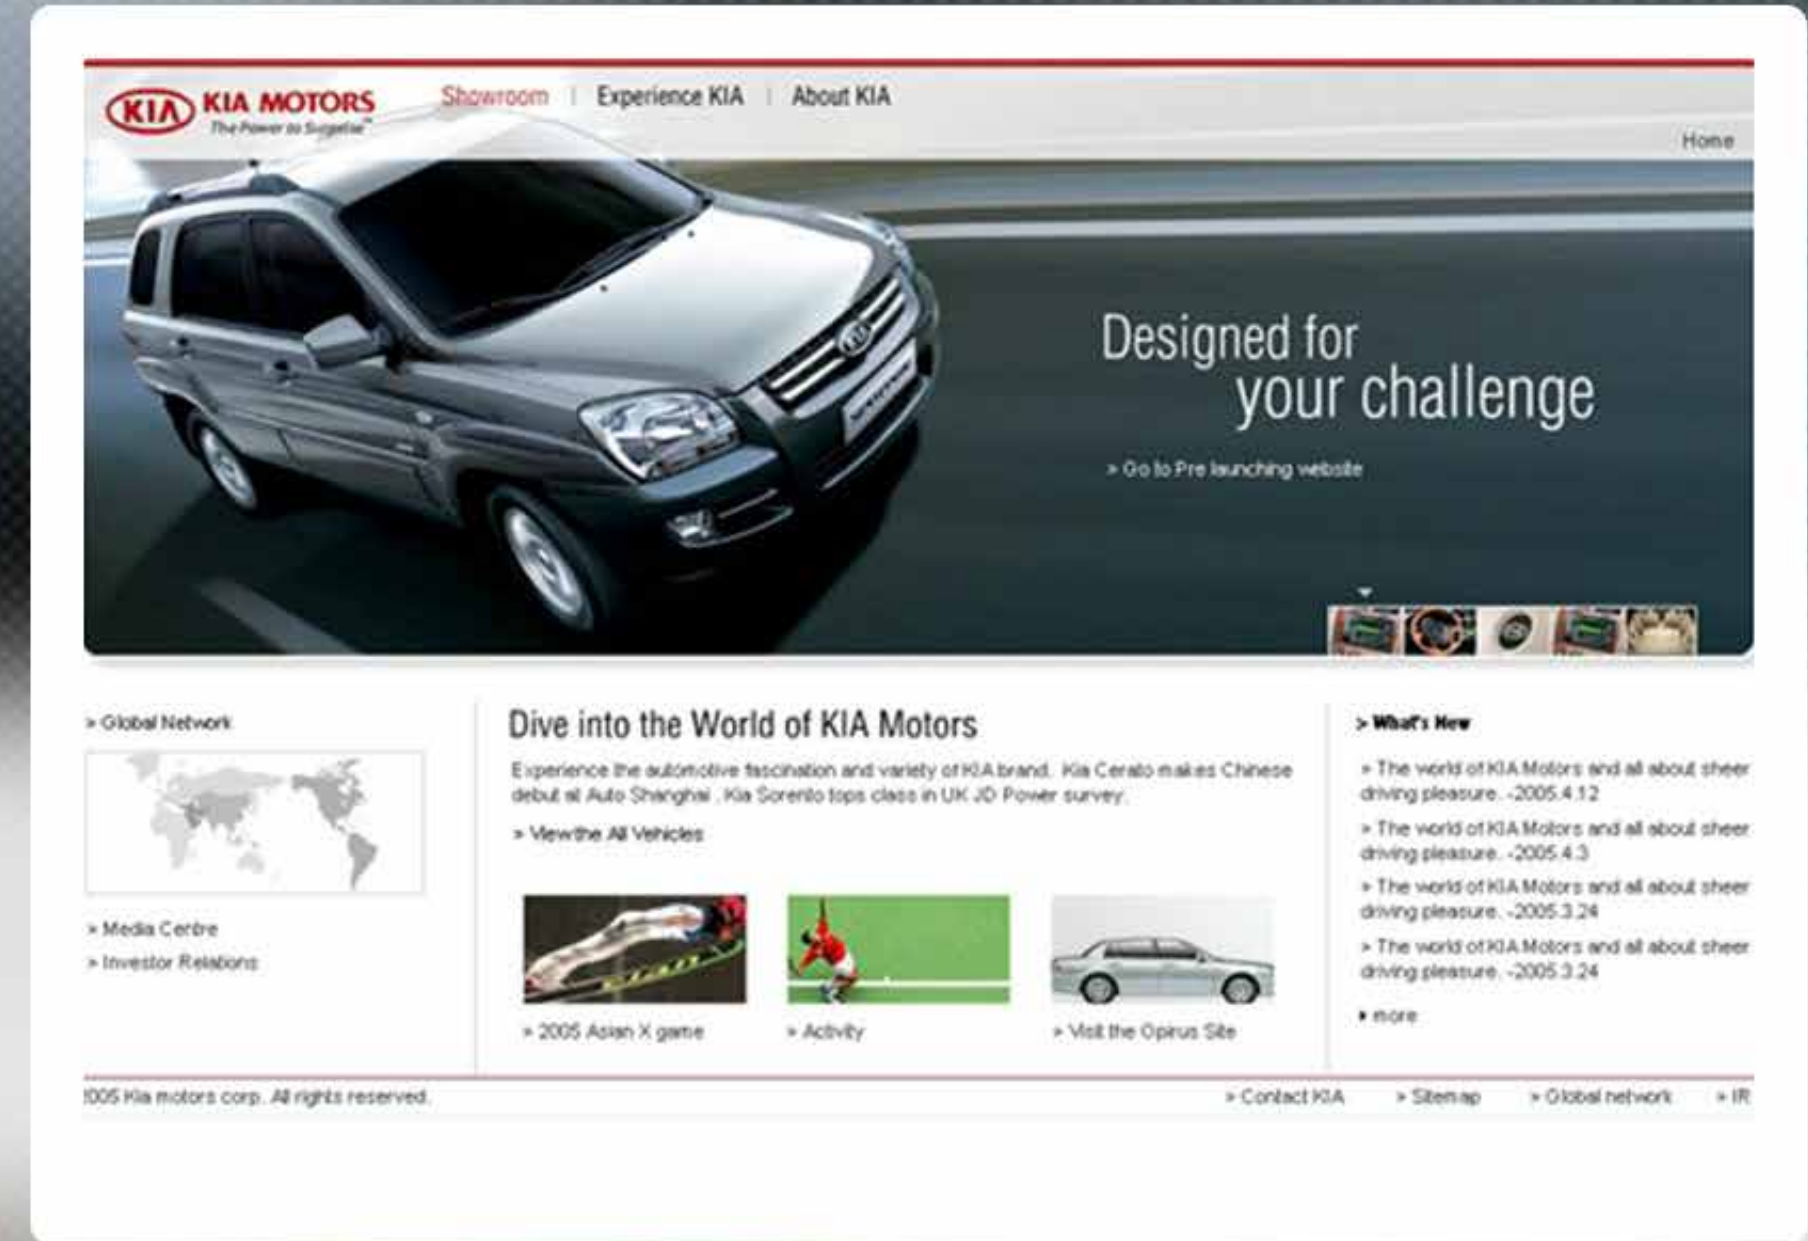 KIA
KIA MOTORS
The Power to Surprise™
Showroom | Experience KIA | About KIA
Home
Designed for
your challenge
» Go to Pre launching website
» Global Network
» Media Centre
» Investor Relations
Dive into the World of KIA Motors
Experience the automotive fascination and variety of KIA brand. Kia Cerato makes Chinese
debut at Auto Shanghai . Kia Sorento tops class in UK JD Power survey.
» View the All Vehicles
» 2005 Asian X game
» Activity
» Visit the Opirus Site
> What's New
» The world of KIA Motors and all about sheer
driving pleasure. -2005.4.12
» The world of KIA Motors and all about sheer
driving pleasure. -2005.4.3
» The world of KIA Motors and all about sheer
driving pleasure. -2005.3.24
» The world of KIA Motors and all about sheer
driving pleasure. -2005.3.24
more
2005 Kia motors corp. All rights reserved.
» Contact KIA » Sitemap » Global network » IR